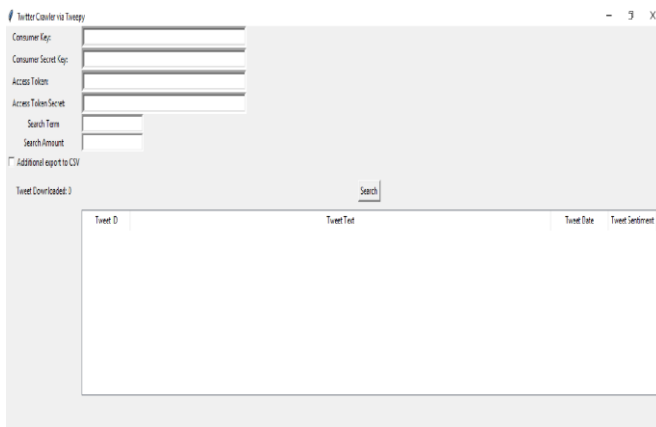 Twitter Crawler via Tweepy
Consumer Key:
Consumer Secret Key:
Access Token:
Access Token Secret:
Search Term
Search Amount
Additional export to CSV
Tweet Downloaded: 0
Search
Tweet ID Tweet Text Tweet Date Tweet Sentiment